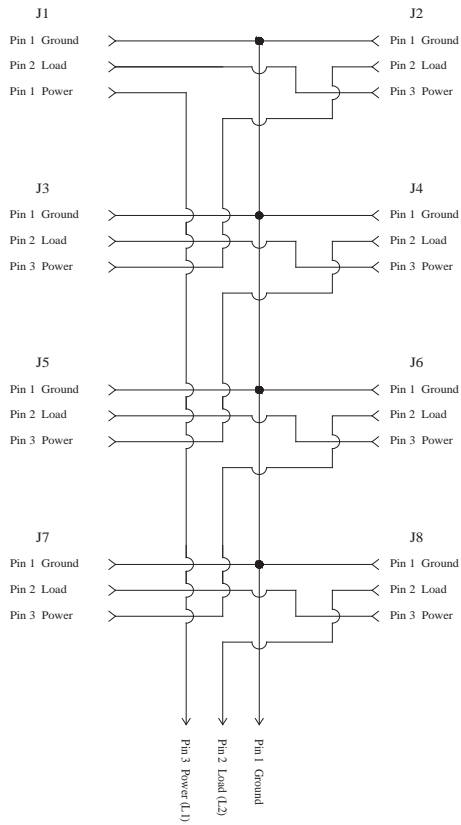 J1
J2
Pin 1 Ground
Pin 1 Ground
Pin 2 Load
Pin 2 Load
Pin 1 Power
Pin 3 Power
J3
J4
Pin 1 Ground
Pin 1 Ground
Pin 2 Load
Pin 2 Load
Pin 3 Power
Pin 3 Power
J5
J6
Pin 1 Ground
Pin 1 Ground
Pin 2 Load
Pin 2 Load
Pin 3 Power
Pin 3 Power
J7
J8
Pin 1 Ground
Pin 1 Ground
Pin 2 Load
Pin 2 Load
Pin 3 Power
Pin 3 Power
Pin 3 Power (L1)
Pin 2 Load (L2)
Pin 1 Ground